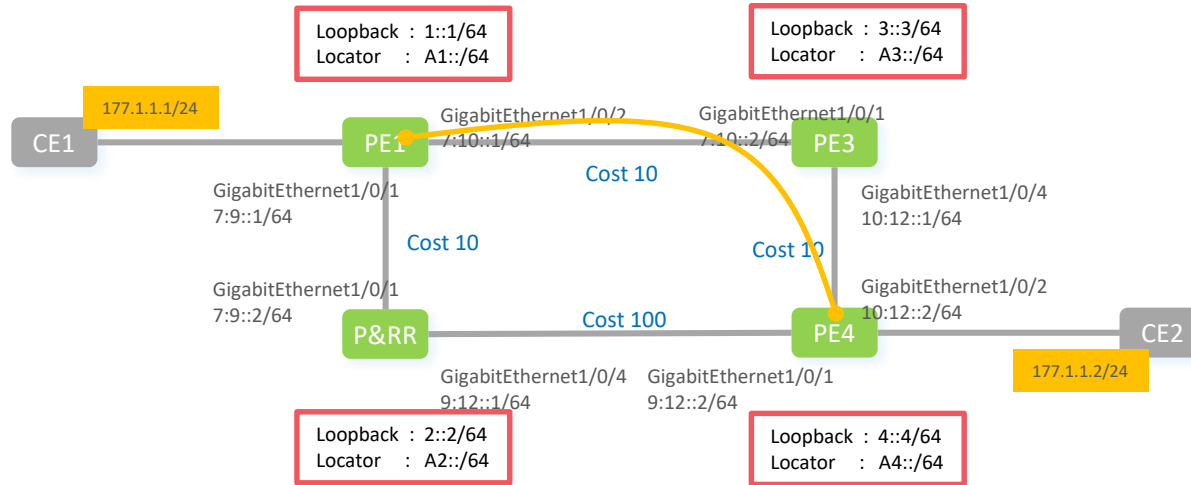 Loopback : 1::1/64
Locator : A1::/64
Loopback : 3::3/64
Locator : A3::/64
177.1.1.1/24
CE1
PE1
GigabitEthernet1/0/2
7:10::1/64
GigabitEthernet1/0/1
7:10::2/64
PE3
Cost 10
GigabitEthernet1/0/1
7:9::1/64
GigabitEthernet1/0/4
10:12::1/64
Cost 10
Cost 10
GigabitEthernet1/0/1
7:9::2/64
GigabitEthernet1/0/2
10:12::2/64
P&RR
Cost 100
PE4
CE2
GigabitEthernet1/0/4
9:12::1/64
GigabitEthernet1/0/1
9:12::2/64
177.1.1.2/24
Loopback : 2::2/64
Locator : A2::/64
Loopback : 4::4/64
Locator : A4::/64